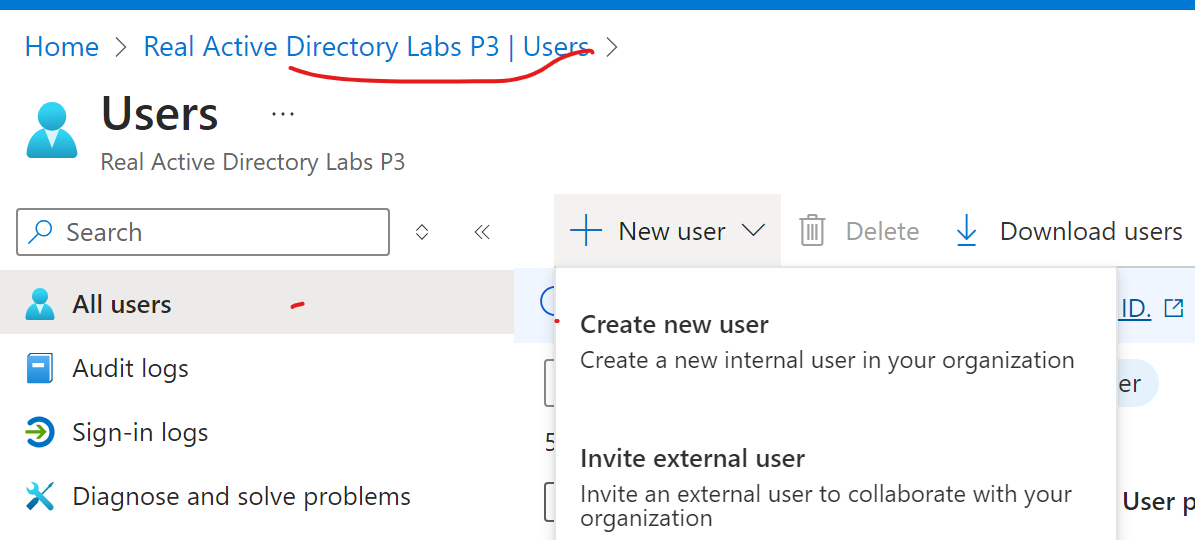 Home > Real Active Directory Labs P3 | Users >
Users ...
Real Active Directory Labs P3
Search
+ New user
Delete
Download users
All users
Audit logs
Sign-in logs
Diagnose and solve problems
ID.
Create new user
Create a new internal user in your organization
er
5
Invite external user
Invite an external user to collaborate with your
organization
User p